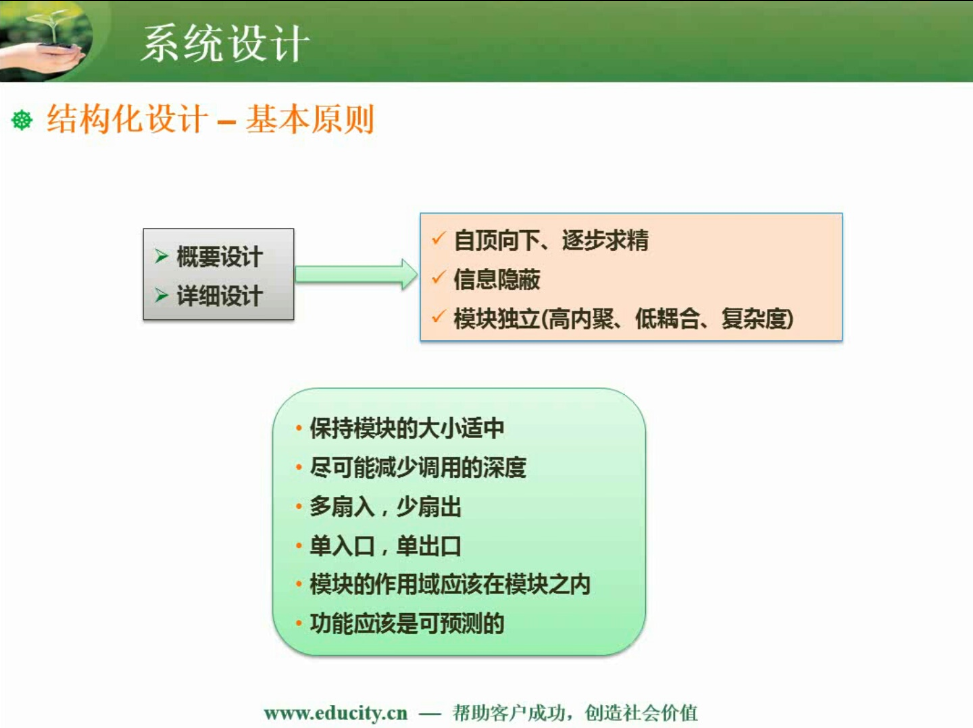 系统设计
结构化设计 – 基本原则
概要设计
详细设计
自顶向下、逐步求精
信息隐蔽
模块独立(高内聚、低耦合、复杂度)
保持模块的大小适中
尽可能减少调用的深度
多扇入，少扇出
单入口，单出口
模块的作用域应该在模块之内
功能应该是可预测的
www.educity.cn — 帮助客户成功，创造社会价值